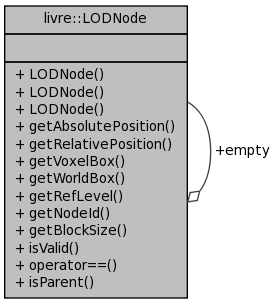 livre::LODNode
+ LODNode()
+ LODNode()
+ LODNode()
+ getAbsolutePosition()
+ getRelativePosition()
+ getVoxelBox()
+ getWorldBox()
+ getRefLevel()
+ getNodeId()
+ getBlockSize()
+ isValid()
+ operator==()
+ isParent()
+empty